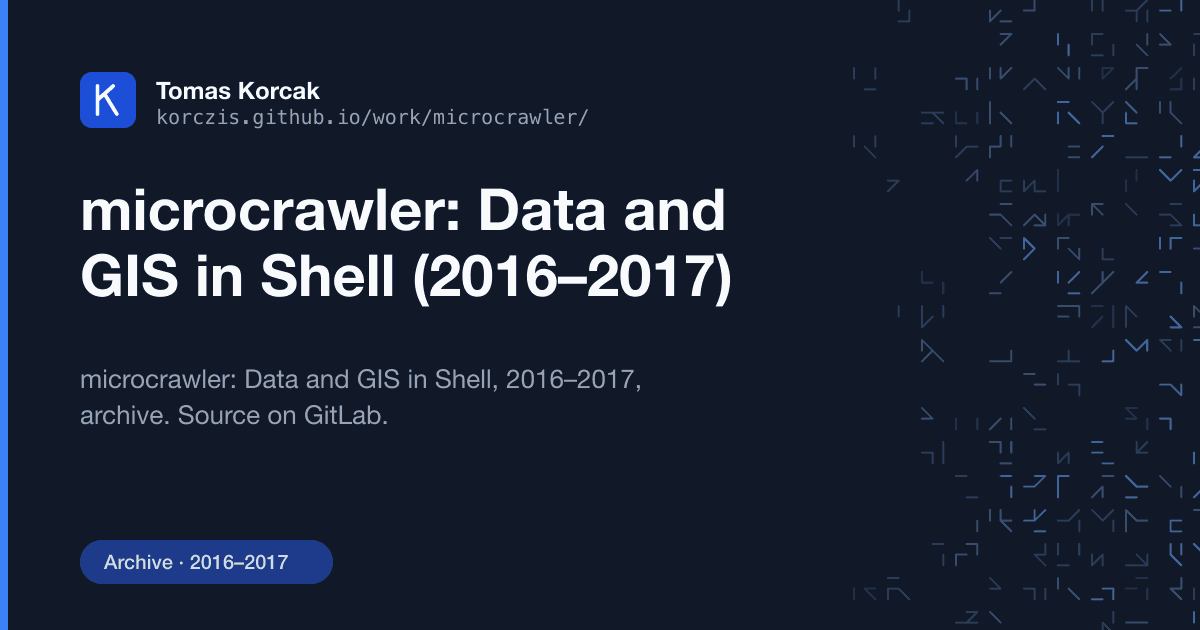 K
Tomas Korcak
korczis.github.io/work/microcrawler/
microcrawler: Data and
GIS in Shell (2016–2017)
microcrawler: Data and GIS in Shell, 2016–2017,
archive. Source on GitLab.
Archive · 2016–2017